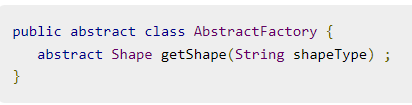 public abstract class AbstractFactory {
   abstract Shape getShape(String shapeType) ;
}